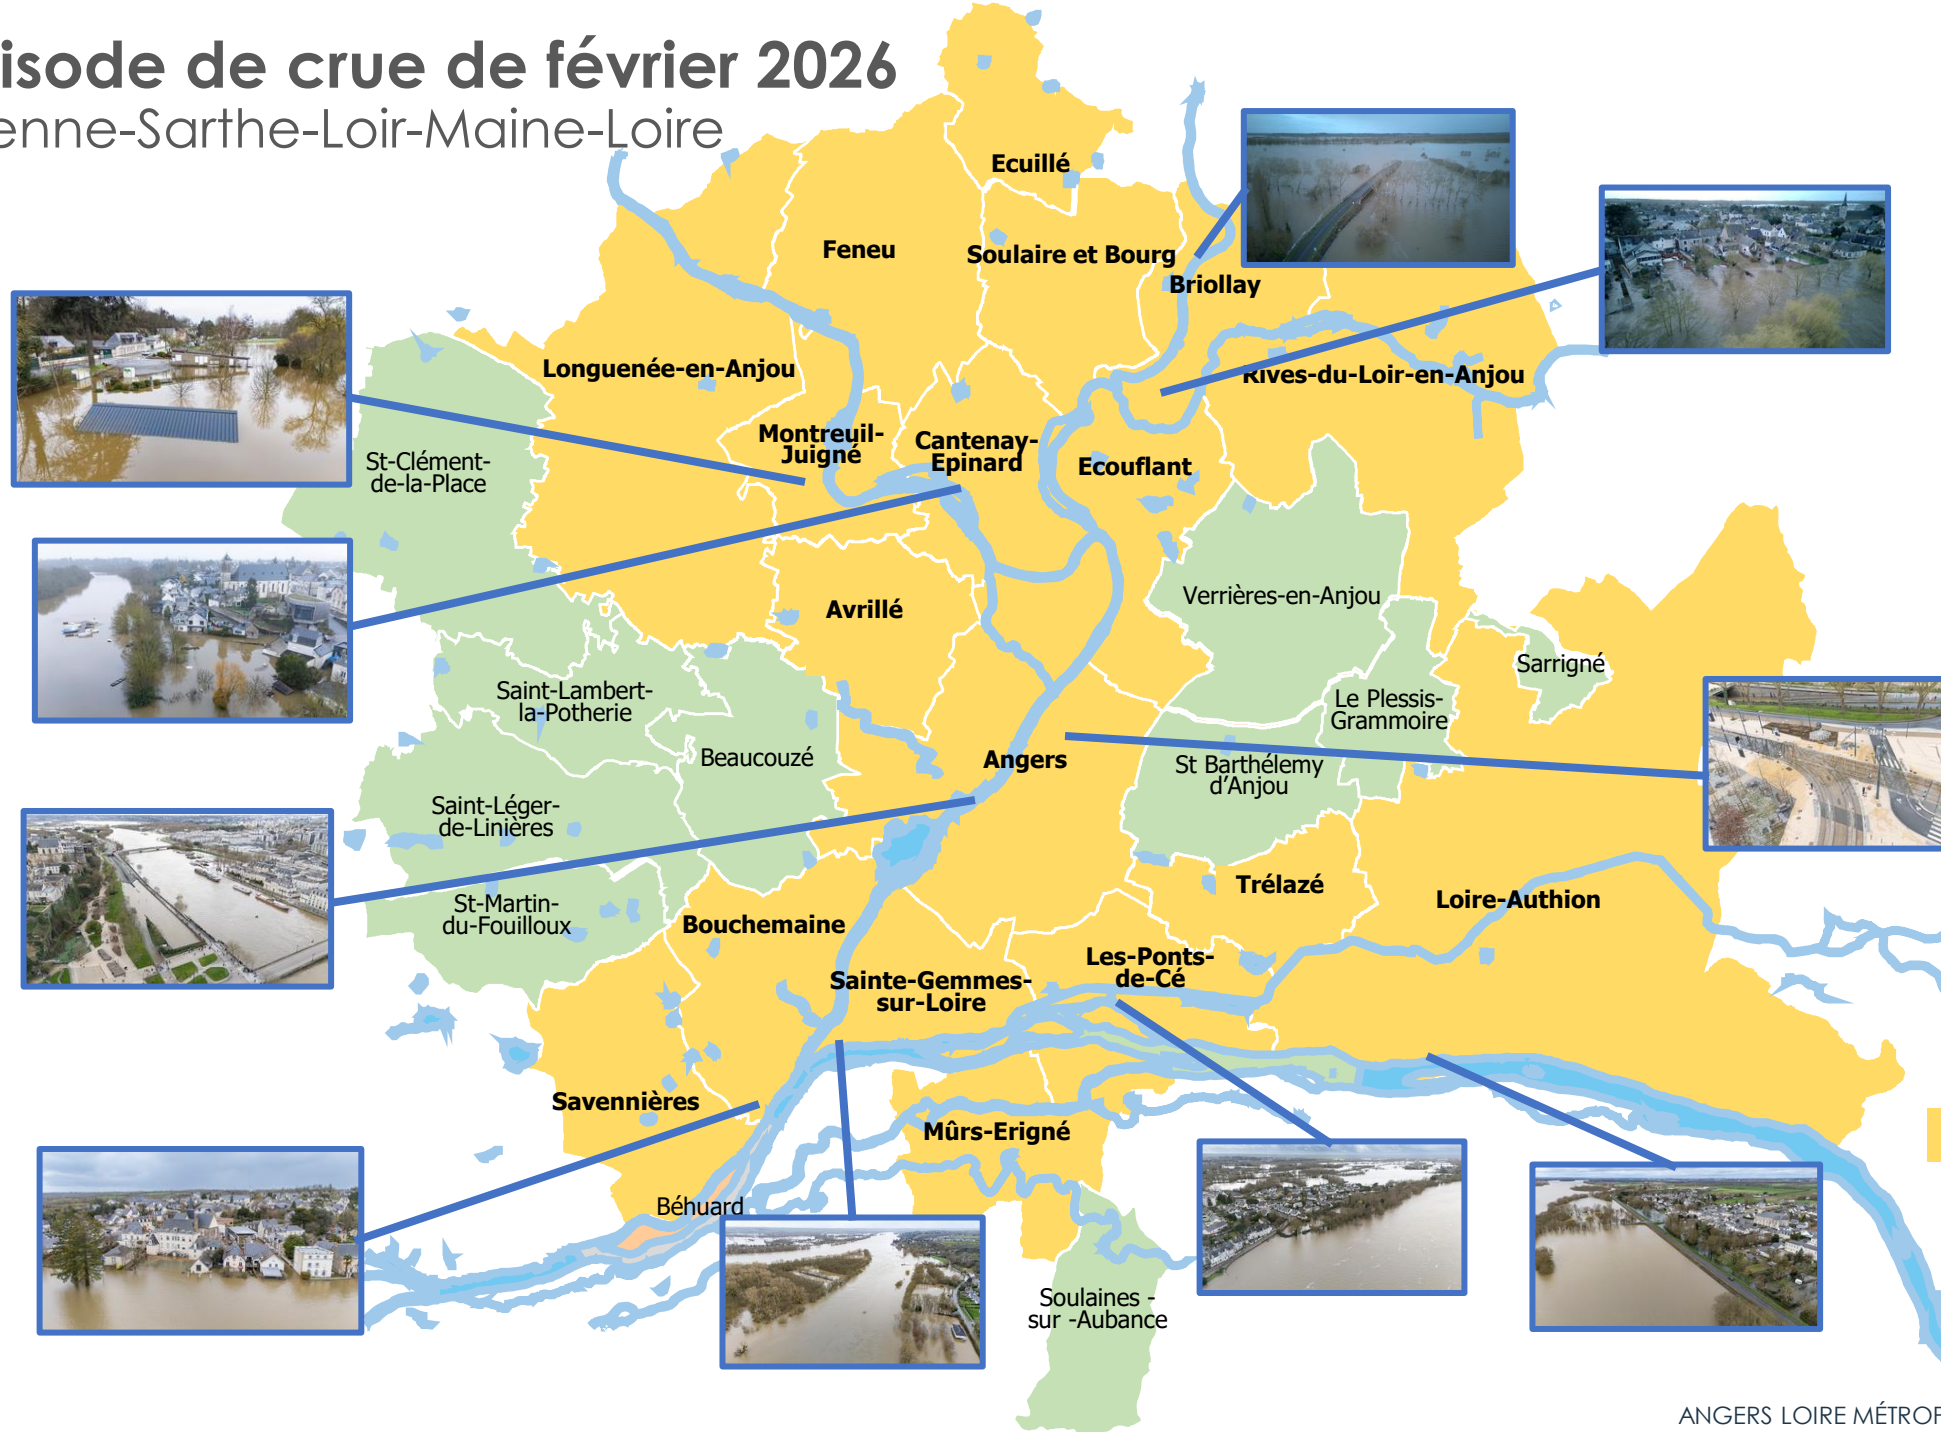 isode de crue de février 2026
enne-Sarthe-Loir-Maine-Loire
Ecuillé
Feneu
Soulaire et Bourg
Briollay
Longuenée-en-Anjou
Rives-du-Loir-en-Anjou
Montreuil-
Juigné
Cantenay-
Epinard
Ecouflant
St-Clément-
de-la-Place
Avrillé
Verrières-en-Anjou
Sarrigné
Saint-Lambert-
la-Potherie
Le Plessis-
Grammoire
Beaucouzé
Angers
St Barthélemy
d'Anjou
Saint-Léger-
de-Linières
Trélazé
Loire-Authion
St-Martin-
du-Fouilloux
Bouchemaine
Les-Ponts-
de-Cé
Sainte-Gemmes-
sur-Loire
Savennières
Mûrs-Erigné
Béhuard
Soulaines -
sur -Aubance
ANGERS LOIRE MÉTROP